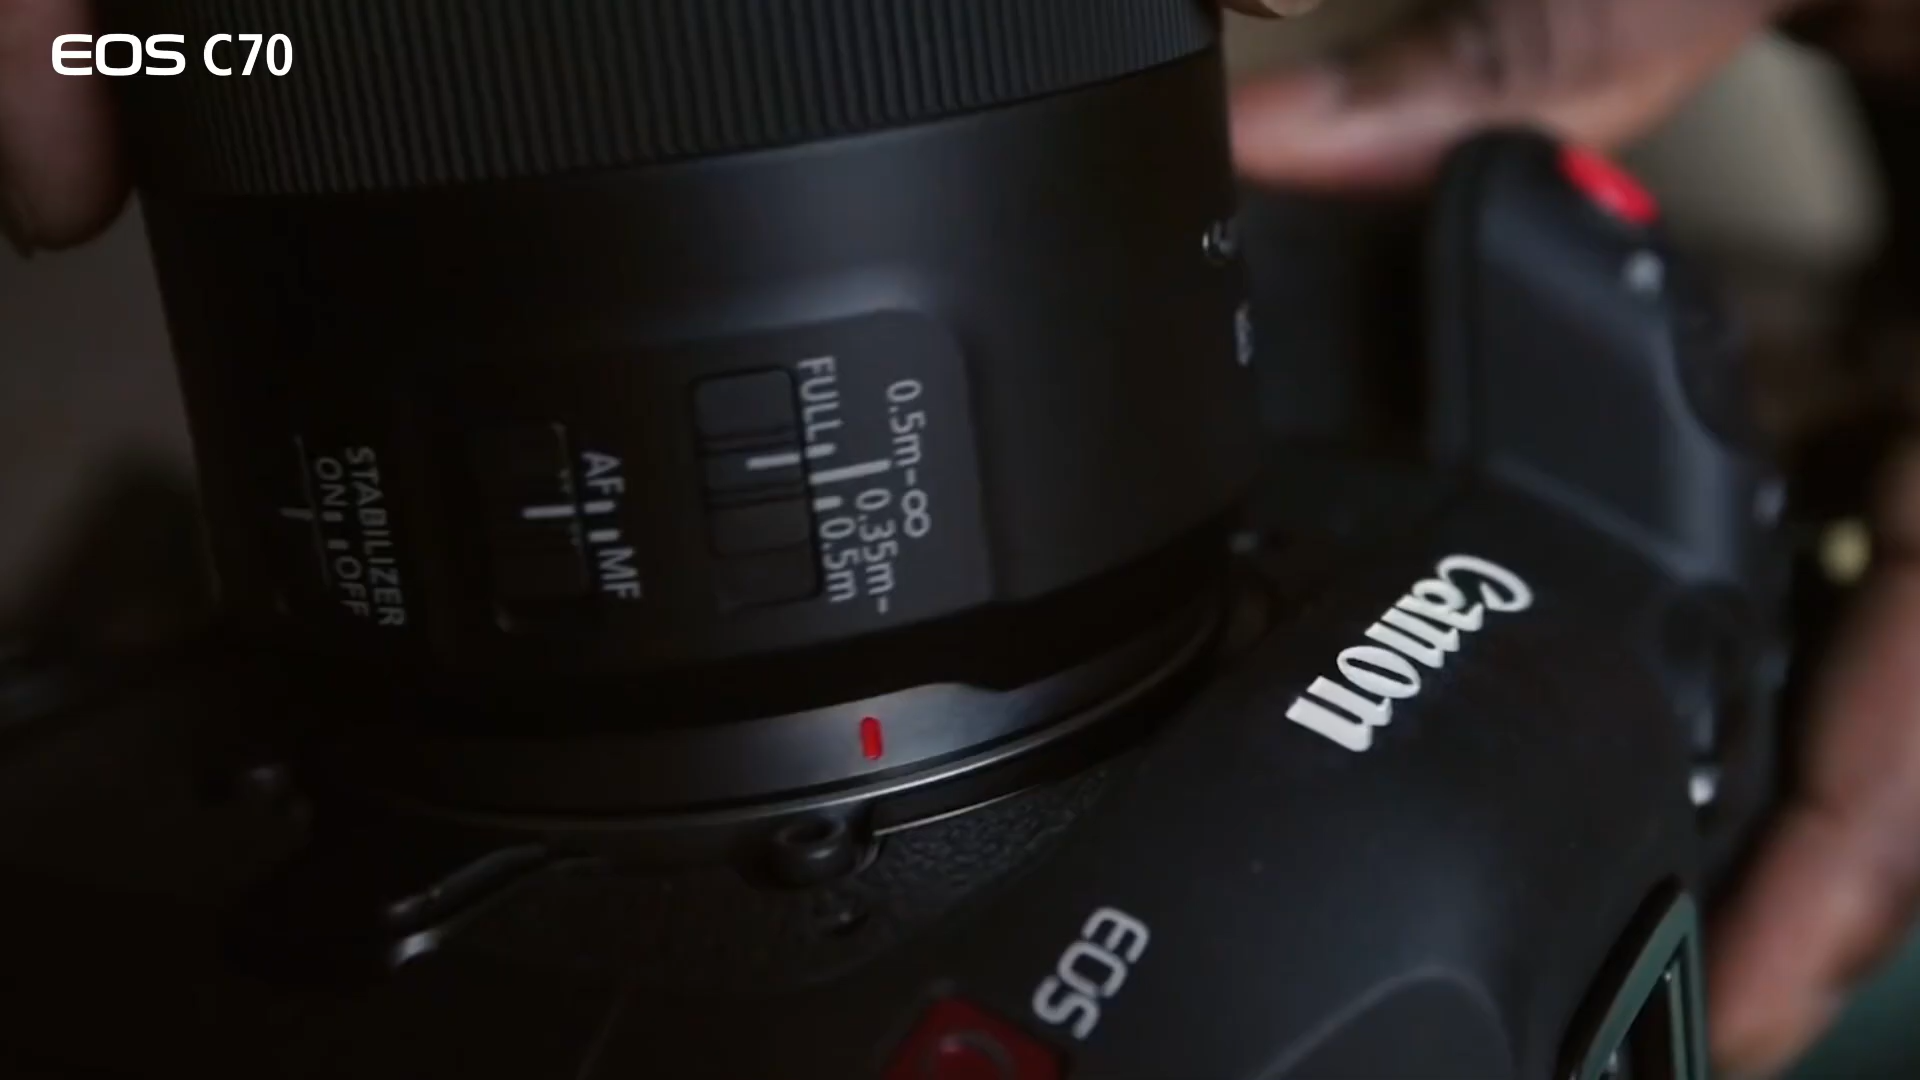 EOS C70
FULL
0.5m-∞
0.35m-
0.5m
AF
MF
STABILIZER
ON
OFF
Canon
EOS